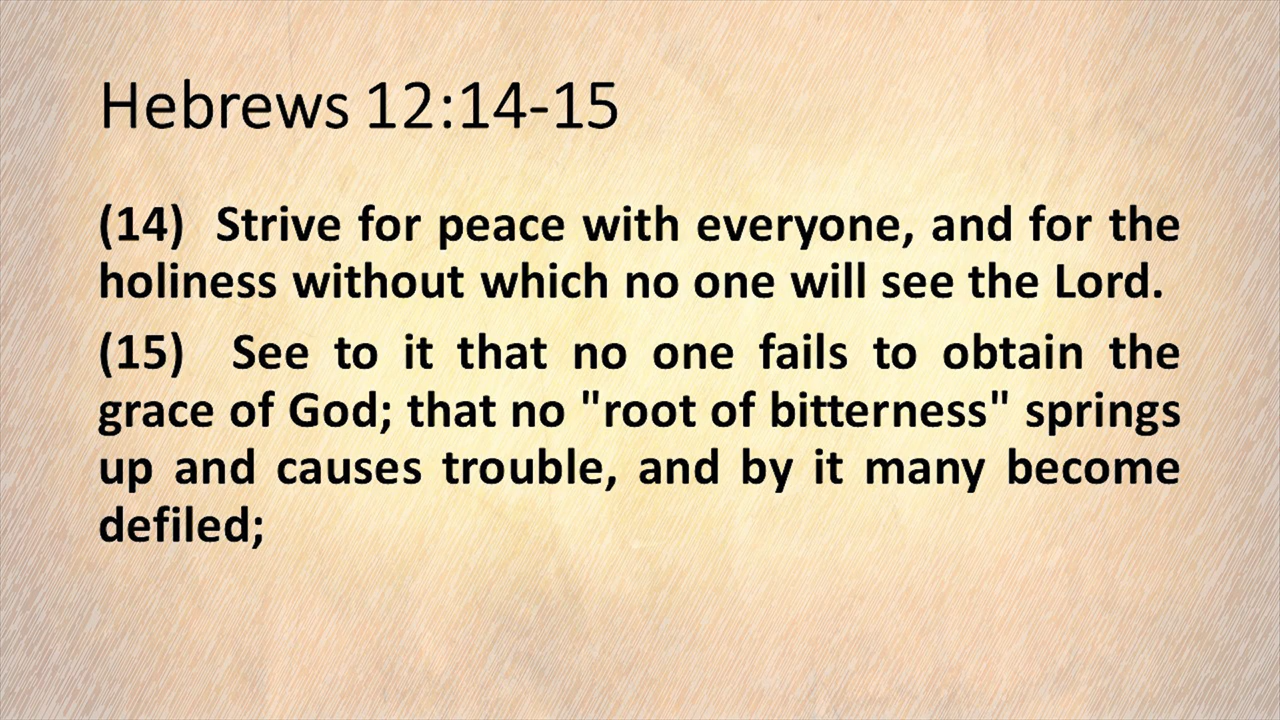 Hebrews 12:14-15
(14) Strive for peace with everyone, and for the
holiness without which no one will see the Lord.
(15) See to it that no one fails to obtain the
grace of God; that no "root of bitterness" springs
up and causes trouble, and by it many become
defiled;